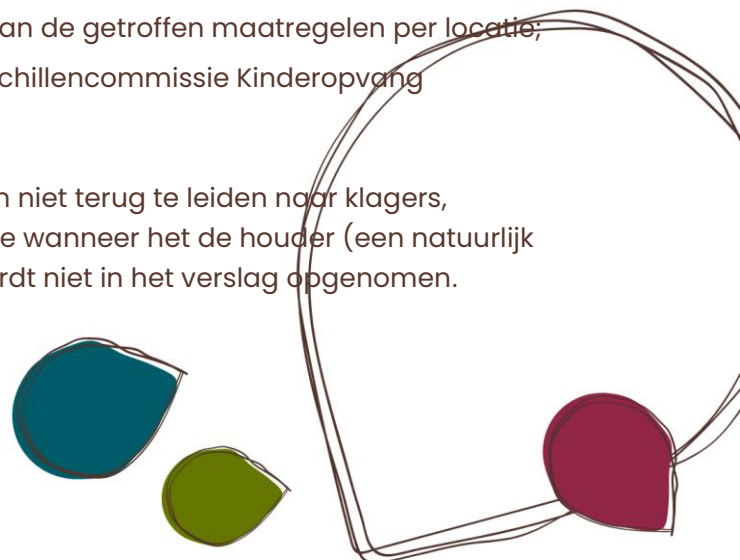 an de getroffen maatregelen per locatie;
chillencommissie Kinderopvang
n niet terug te leiden naar klagers,
e wanneer het de houder (een natuurlijk
rdt niet in het verslag opgenomen.